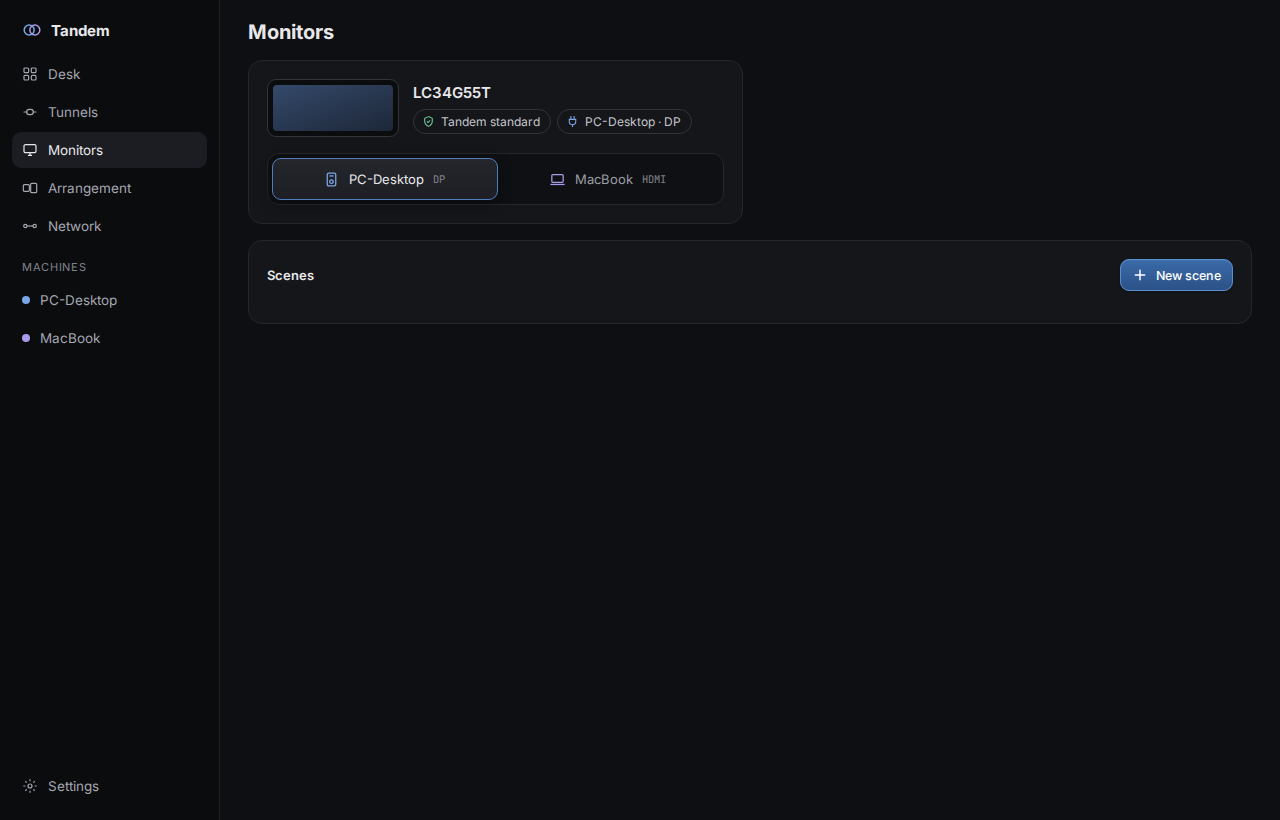 Tandem
Desk
Tunnels
Monitors
Arrangement
Network
MACHINES
PC-Desktop
MacBook
Settings
Monitors
LC34G55T
Tandem standard
PC-Desktop · DP
PC-Desktop DP
MacBook HDMI
Scenes
New scene